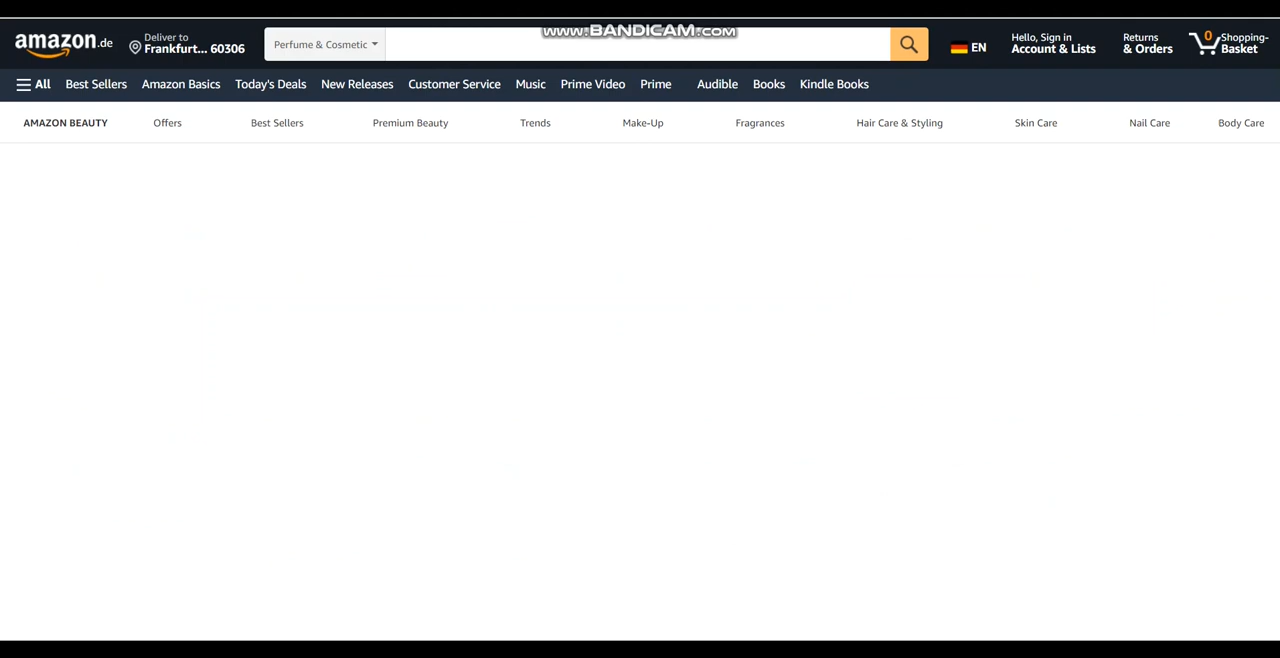 www.BANDICAM.com
amazon.de
Deliver to
Frankfurt... 60306
Perfume & Cosmetic
EN
Hello, Sign in
Account & Lists
Returns
& Orders
0
Shopping-
Basket
All Best Sellers Amazon Basics Today's Deals New Releases Customer Service Music Prime Video Prime Audible Books Kindle Books
AMAZON BEAUTY Offers Best Sellers Premium Beauty Trends Make-Up Fragrances Hair Care & Styling Skin Care Nail Care Body Care